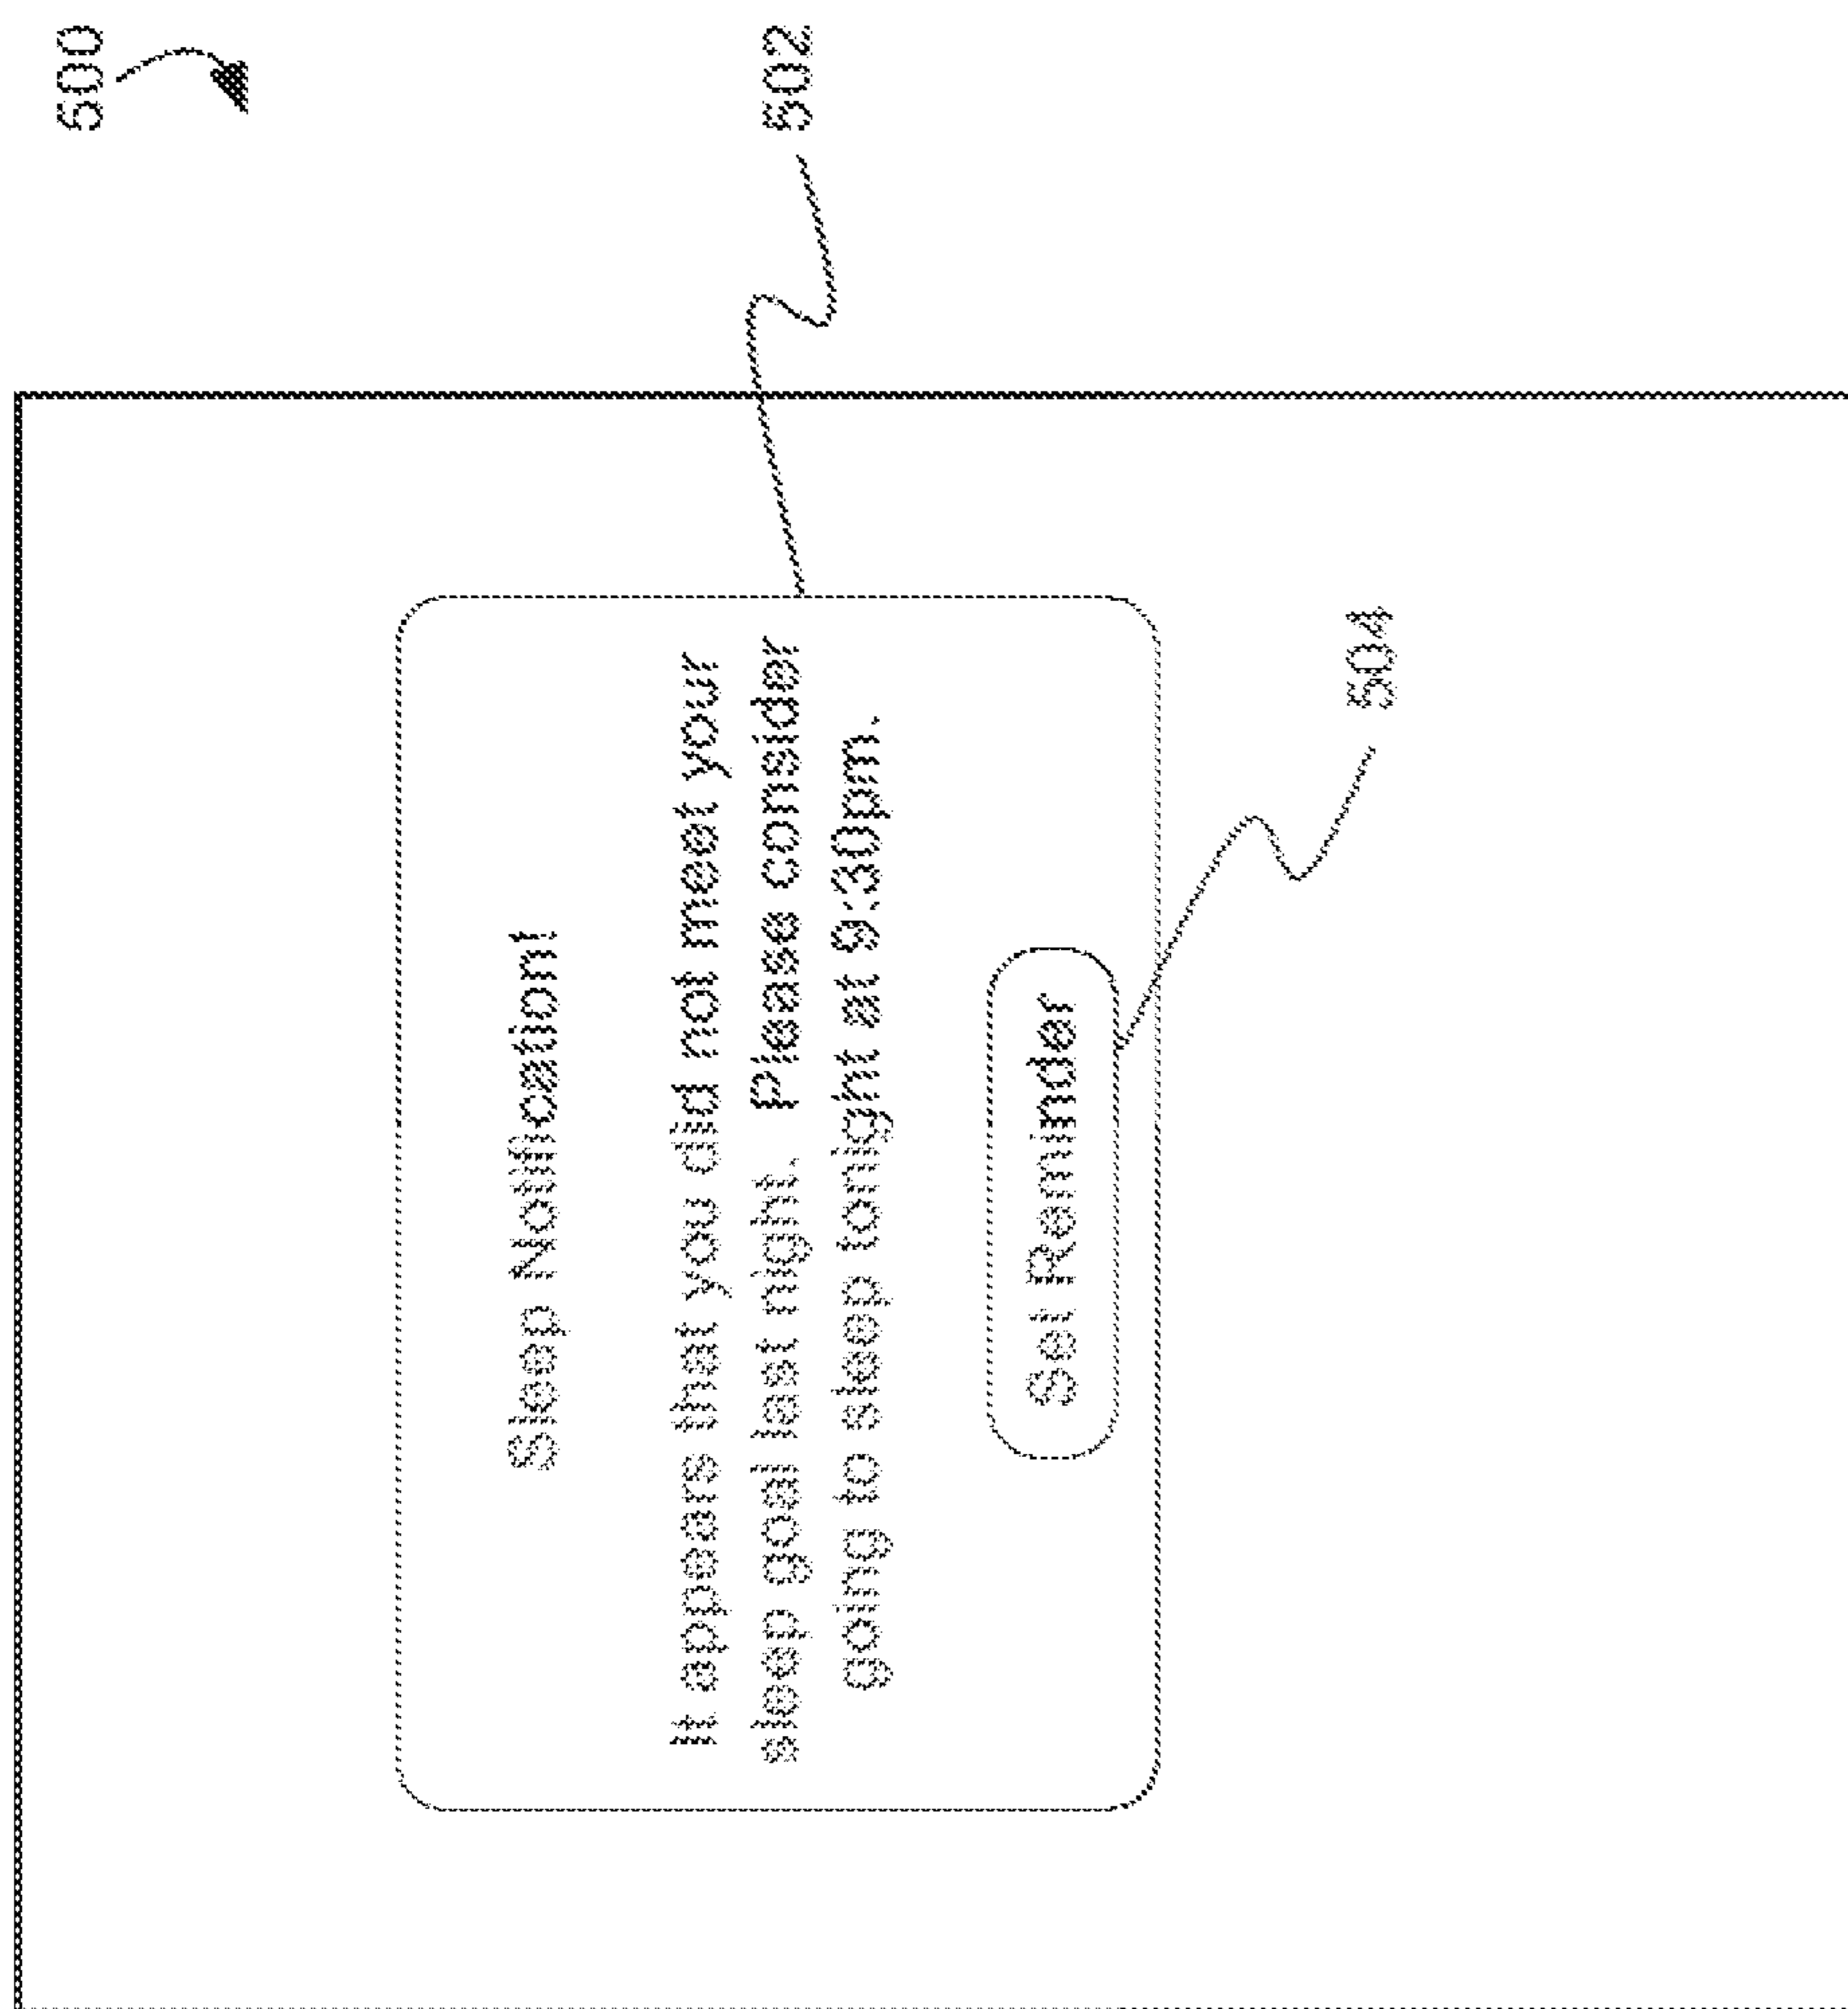 500
502
Sleep Notification!
It appears that you did not meet your
sleep goal last night.  Please consider
going to sleep tonight at 9:30pm.
Set Reminder
504